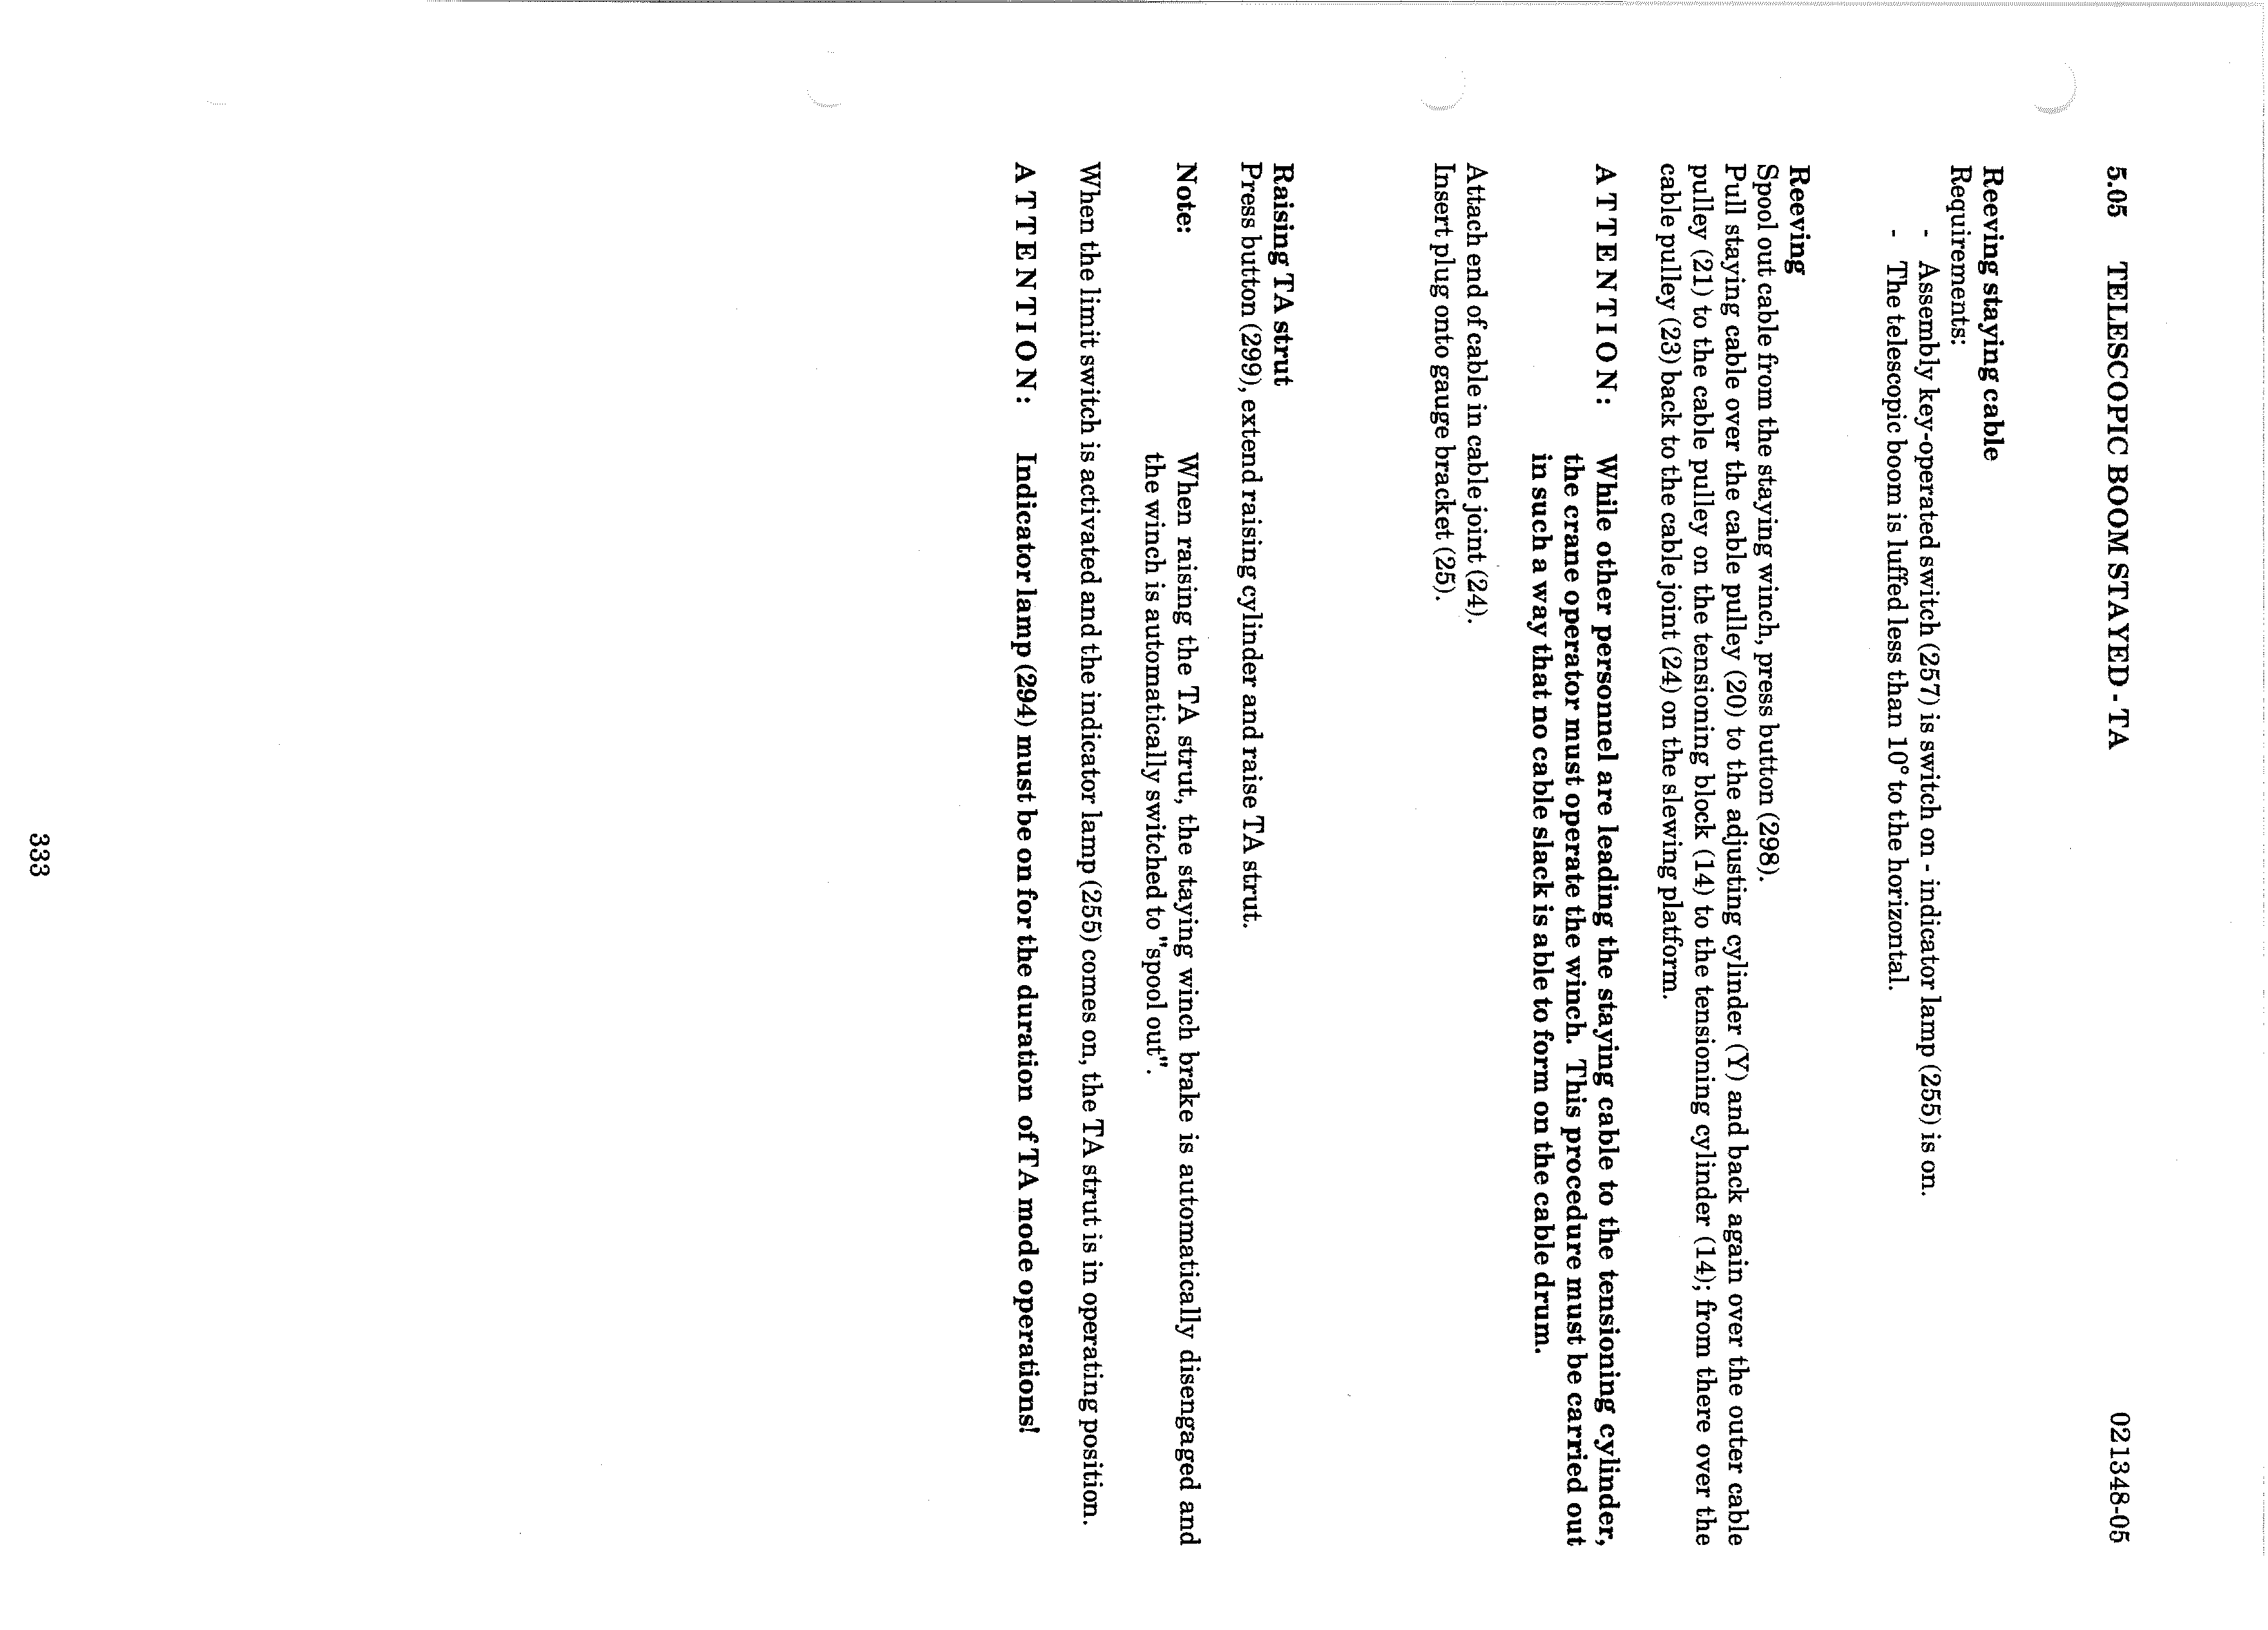 5.05 TELESCOPIC BOOM STAYED - TA 021348-05
Reeving staying cable
Requirements:
- Assembly key-operated switch (257) is switch on - indicator lamp (255) is on.
- The telescopic boom is luffed less than 10° to the horizontal.
Reeving
Spool out cable from the staying winch, press button (298).
Pull staying cable over the cable pulley (20) to the adjusting cylinder (Y) and back again over the outer cable
pulley (21) to the cable pulley on the tensioning block (14) to the tensioning cylinder (14); from there over the
cable pulley (23) back to the cable joint (24) on the slewing platform.
A T T E N T I O N : While other personnel are leading the staying cable to the tensioning cylinder,
the crane operator must operate the winch. This procedure must be carried out
in such a way that no cable slack is able to form on the cable drum.
Attach end of cable in cable joint (24).
Insert plug onto gauge bracket (25).
Raising TA strut
Press button (299), extend raising cylinder and raise TA strut.
Note: When raising the TA strut, the staying winch brake is automatically disengaged and
the winch is automatically switched to "spool out".
When the limit switch is activated and the indicator lamp (255) comes on, the TA strut is in operating position.
A T T E N T I O N : Indicator lamp (294) must be on for the duration of TA mode operations!
333